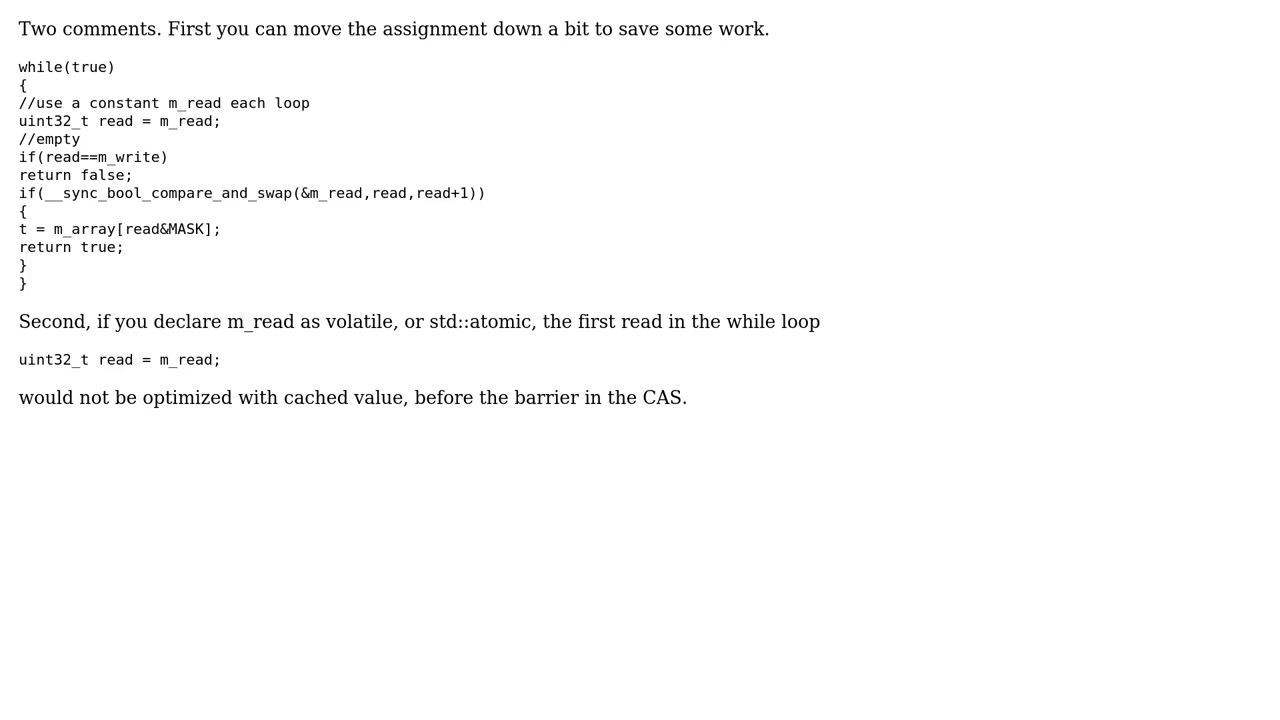 Two comments. First you can move the assignment down a bit to save some work.
while(true)
{
//use a constant m_read each loop
uint32_t read = m_read;
//empty
if(read==m_write)
return false;
if(__sync_bool_compare_and_swap(&m_read,read,read+1))
{
t = m_array[read&MASK];
return true;
}
}
Second, if you declare m_read as volatile, or std::atomic, the first read in the while loop
uint32_t read = m_read;
would not be optimized with cached value, before the barrier in the CAS.